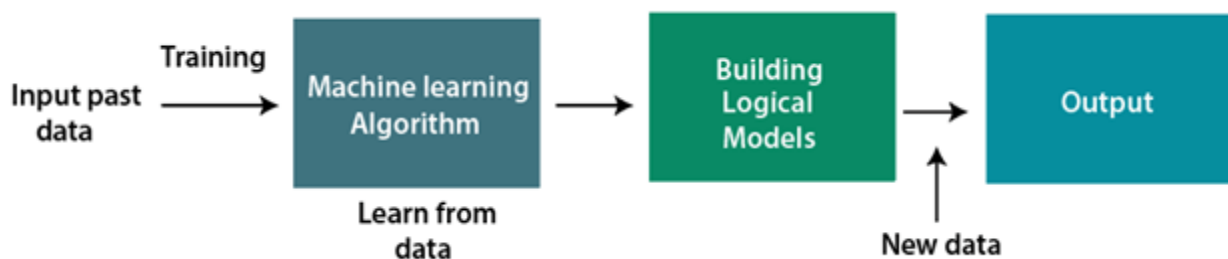 Training
Input past
data
Machine learning
Algorithm
Learn from
data
Building
Logical
Models
New data
Output